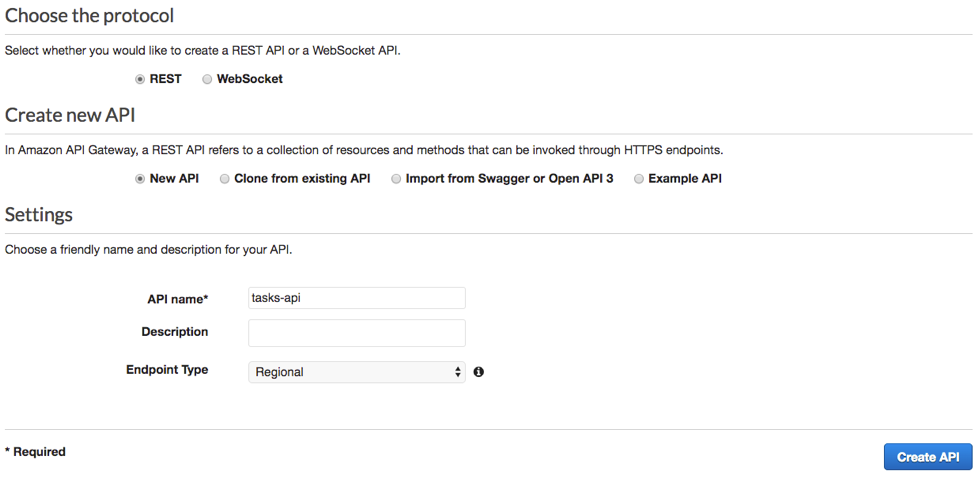 Choose the protocol
Select whether you would like to create a REST API or a WebSocket API.
REST WebSocket
Create new API
In Amazon API Gateway, a REST API refers to a collection of resources and methods that can be invoked through HTTPS endpoints.
New API Clone from existing API Import from Swagger or Open API 3 Example API
Settings
Choose a friendly name and description for your API.
API name* tasks-api
Description
Endpoint Type Regional
* Required Create API